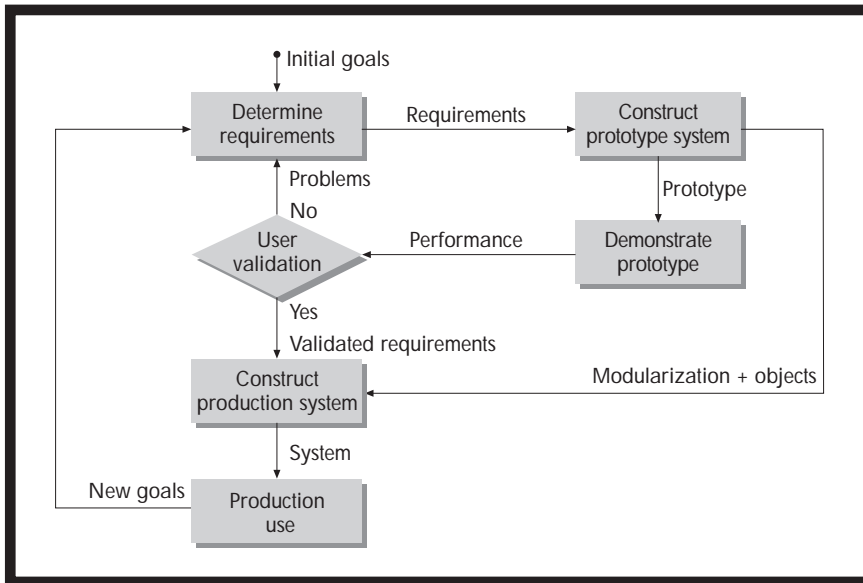 Initial goals
Determine
requirements
Requirements
Construct
prototype system
Problems
No
Prototype
User
validation
Performance
Demonstrate
prototype
Yes
Validated requirements
Construct
production system
Modularization + objects
System
New goals
Production
use